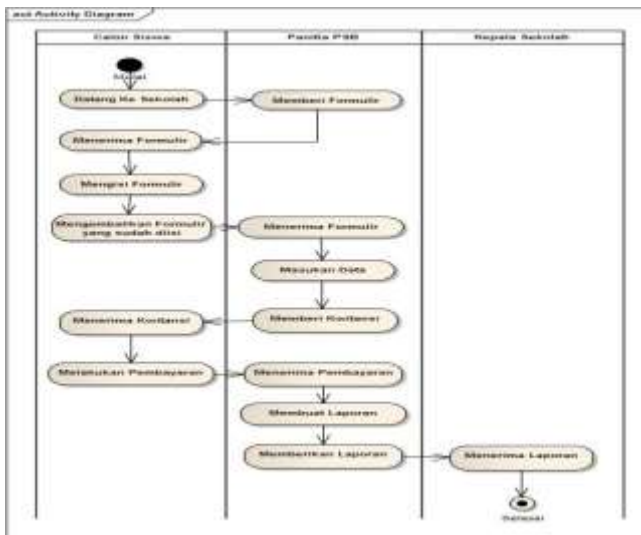 act Activity Diagram
Calon Siswa
Panitia PSB
Kepala Sekolah
Mulai
Datang Ke Sekolah
Memberi Formulir
Menerima Formulir
Mengisi Formulir
Mengembalikan Formulir
yang sudah diisi
Menerima Formulir
Masukan Data
Menerima Kwitansi
Memberi Kwitansi
Melakukan Pembayaran
Menerima Pembayaran
Membuat Laporan
Memberikan Laporan
Menerima Laporan
Selesai